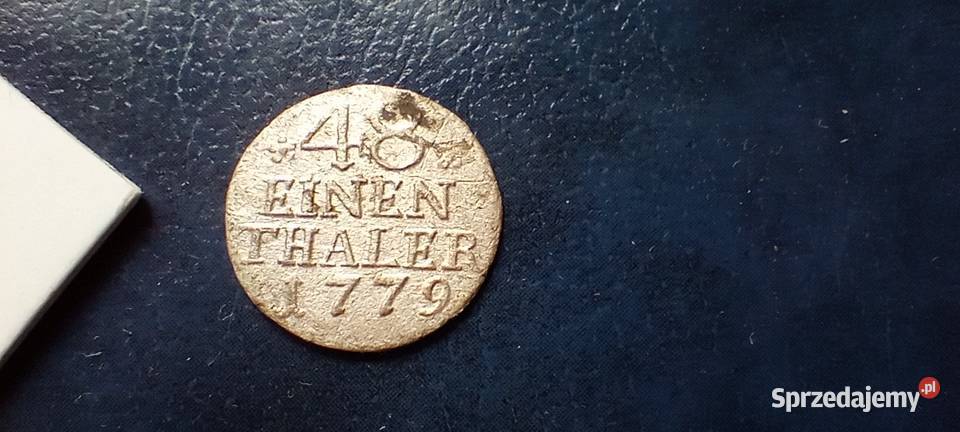 48
EINEN
THALER
1779
Sprzedajemy.pl